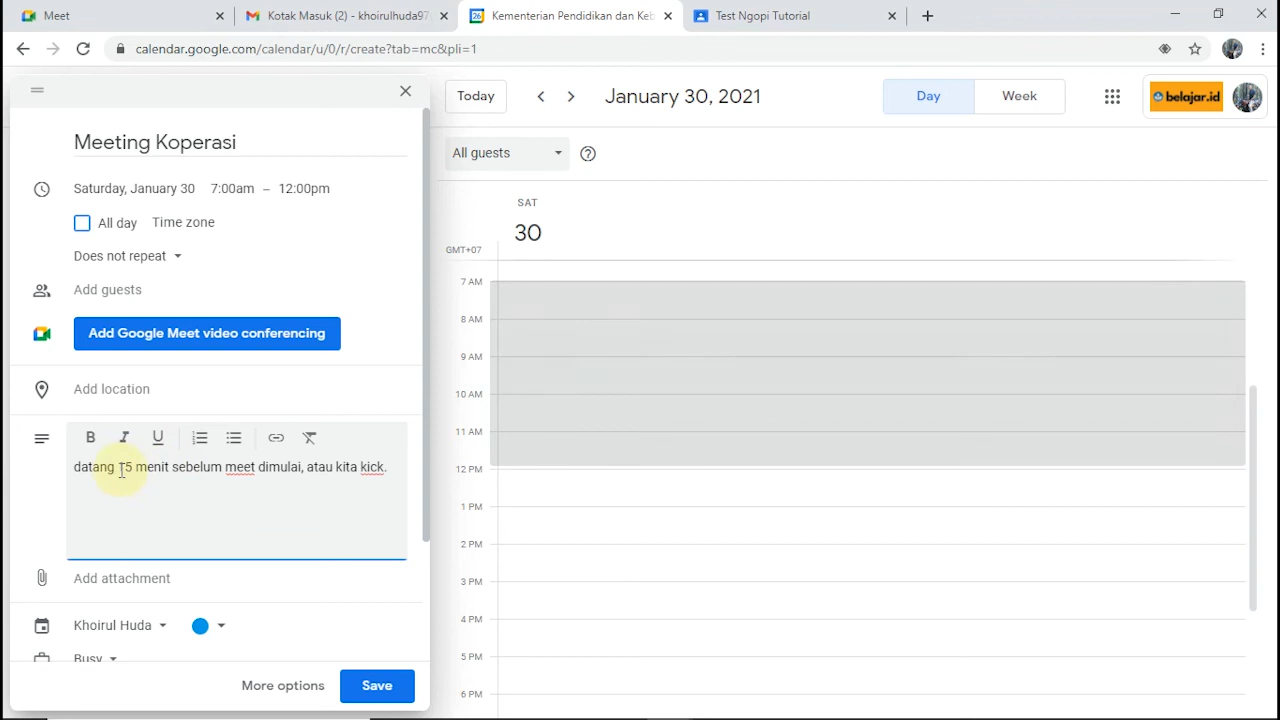 Meet
Kotak Masuk (2) - khoirulhuda97
Kementerian Pendidikan dan Keb
Test Ngopi Tutorial
calendar.google.com/calendar/u/0/r/create?tab=mc&pli=1
Meeting Koperasi
Saturday, January 30 7:00am – 12:00pm
All day Time zone
Does not repeat
Add guests
Add Google Meet video conferencing
Add location
B I U
datang 15 menit sebelum meet dimulai, atau kita kick.
Add attachment
Khoirul Huda
Busy
More options Save
Today January 30, 2021 Day Week
belajar.id
All guests
SAT
30
GMT+07
7 AM
8 AM
9 AM
10 AM
11 AM
12 PM
1 PM
2 PM
3 PM
4 PM
5 PM
6 PM